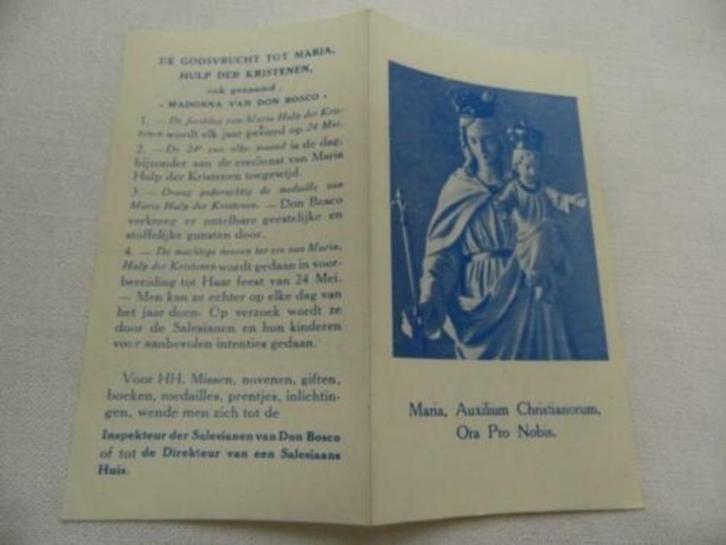 DE GODSVRUCHT TOT MARIA,
HULP DER KRISTENEN,
ook genaamd :
« MADONNA VAN DON BOSCO »
1. — De feestdag van Maria Hulp der Kris-
tenen wordt elk jaar gevierd op 24 Mei.
2. — De 24e van elke maand is de dag,
bijzonder aan de eredienst van Maria
Hulp der Kristenen toegewijd.
3. — Draag godvruchtig de medaille van
Maria Hulp der Kristenen. — Don Bosco
verkreeg er ontelbare geestelijke en
stoffelijke gunsten door.
4. — De machtige noveen ter ere van Maria,
Hulp der Kristenen wordt gedaan in voor-
bereiding tot Haar feest van 24 Mei.
— Men kan ze echter op elke dag van
het jaar doen. Op verzoek wordt ze
door de Salesianen en hun kinderen
voor aanbevolen intenties gedaan.
Voor HH. Missen, novenen, giften,
boeken, medailles, prentjes, inlichtin-
gen, wende men zich tot de
Inspekteur der Salesianen van Don Bosco
of tot de Direkteur van een Salesiaans
Huis.
Maria, Auxilium Christianorum,
Ora Pro Nobis.